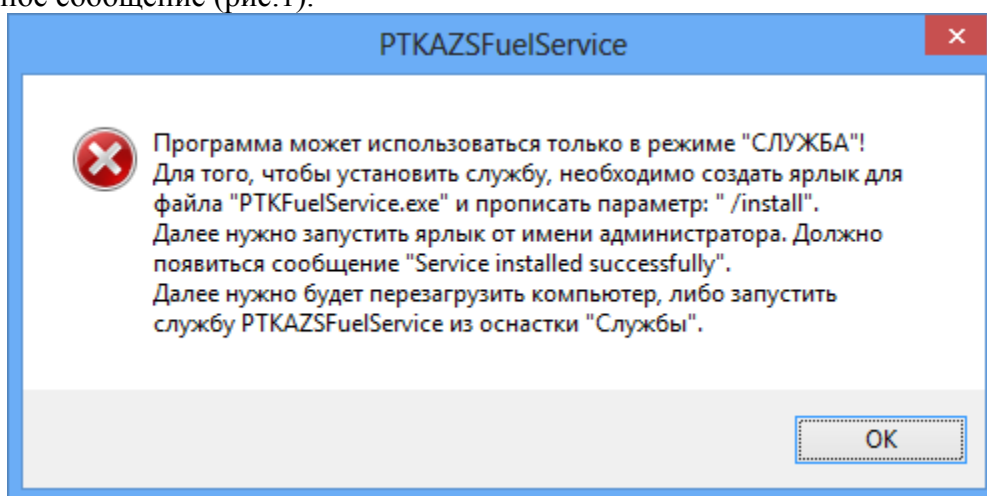 ное сообщение (рис.1).
PTKAZSFuelService
Программа может использоваться только в режиме "СЛУЖБА"!
Для того, чтобы установить службу, необходимо создать ярлык для
файла "PTKFuelService.exe" и прописать параметр: " /install".
Далее нужно запустить ярлык от имени администратора. Должно
появиться сообщение "Service installed successfully".
Далее нужно будет перезагрузить компьютер, либо запустить
службу PTKAZSFuelService из оснастки "Службы".
OK